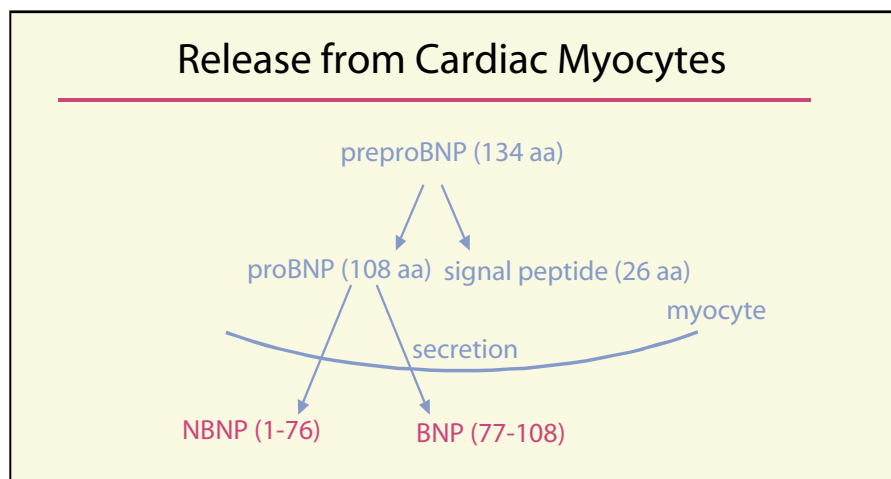 Release from Cardiac Myocytes
preproBNP (134 aa)
proBNP (108 aa) signal peptide (26 aa)
myocyte
secretion
NBNP (1-76) BNP (77-108)